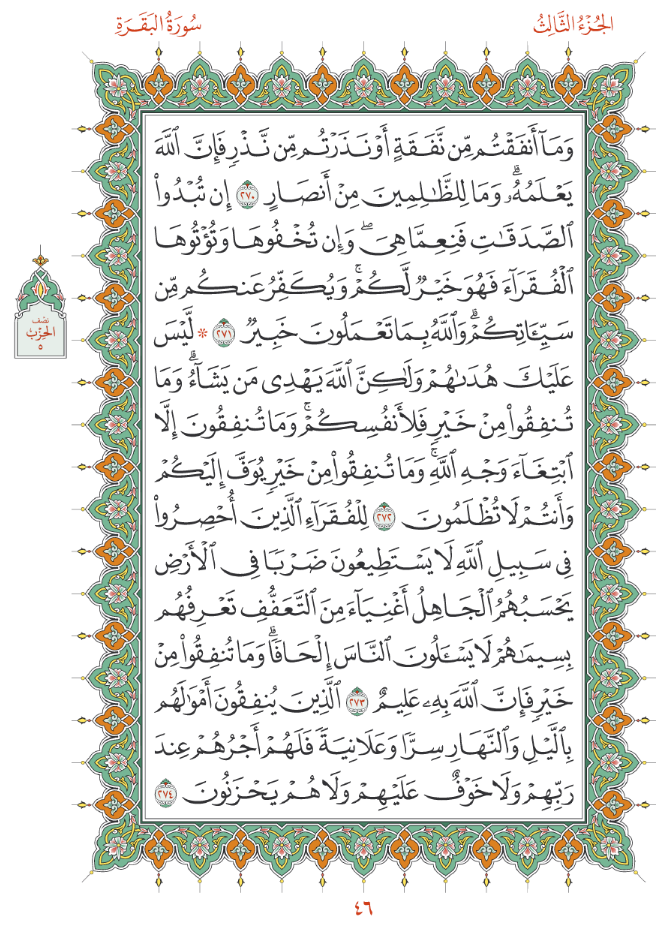 الجُزْءُ الثَّالِثُ
سُورَةُ البَقَرَةِ
وَمَآ أَنفَقۡتُم مِّن نَّفَقَةٍ أَوۡ نَذَرۡتُم مِّن نَّذۡرٖ فَإِنَّ ٱللَّهَ
يَعۡلَمُهُۥۗ وَمَا لِلظَّٰلِمِينَ مِنۡ أَنصَارٍ ٢٧٠ إِن تُبۡدُواْ
ٱلصَّدَقَٰتِ فَنِعِمَّا هِيَۖ وَإِن تُخۡفُوهَا وَتُؤۡتُوهَا
ٱلۡفُقَرَآءَ فَهُوَ خَيۡرٞ لَّكُمۡۚ وَيُكَفِّرُ عَنكُم مِّن
سَيِّـَٔاتِكُمۡۗ وَٱللَّهُ بِمَا تَعۡمَلُونَ خَبِيرٞ ٢٧١ * لَّيۡسَ
عَلَيۡكَ هُدَىٰهُمۡ وَلَٰكِنَّ ٱللَّهَ يَهۡدِي مَن يَشَآءُۗ وَمَا
تُنفِقُواْ مِنۡ خَيۡرٖ فَلِأَنفُسِكُمۡۚ وَمَا تُنفِقُونَ إِلَّا
ٱبۡتِغَآءَ وَجۡهِ ٱللَّهِۚ وَمَا تُنفِقُواْ مِنۡ خَيۡرٖ يُوَفَّ إِلَيۡكُمۡ
وَأَنتُمۡ لَا تُظۡلَمُونَ ٢٧٢ لِلۡفُقَرَآءِ ٱلَّذِينَ أُحۡصِرُواْ
فِي سَبِيلِ ٱللَّهِ لَا يَسۡتَطِيعُونَ ضَرۡبٗا فِي ٱلۡأَرۡضِ
يَحۡسَبُهُمُ ٱلۡجَاهِلُ أَغۡنِيَآءَ مِنَ ٱلتَّعَفُّفِ تَعۡرِفُهُم
بِسِيمَٰهُمۡ لَا يَسۡـَٔلُونَ ٱلنَّاسَ إِلۡحَافٗاۗ وَمَا تُنفِقُواْ مِنۡ
خَيۡرٖ فَإِنَّ ٱللَّهَ بِهِۦ عَلِيمٌ ٢٧٣ ٱلَّذِينَ يُنفِقُونَ أَمۡوَٰلَهُم
بِٱلَّيۡلِ وَٱلنَّهَارِ سِرّٗا وَعَلَانِيَةٗ فَلَهُمۡ أَجۡرُهُمۡ عِندَ
رَبِّهِمۡ وَلَا خَوۡفٌ عَلَيۡهِمۡ وَلَا هُمۡ يَحۡزَنُونَ ٢٧٤
نصف
الحزب
٥
٤٦